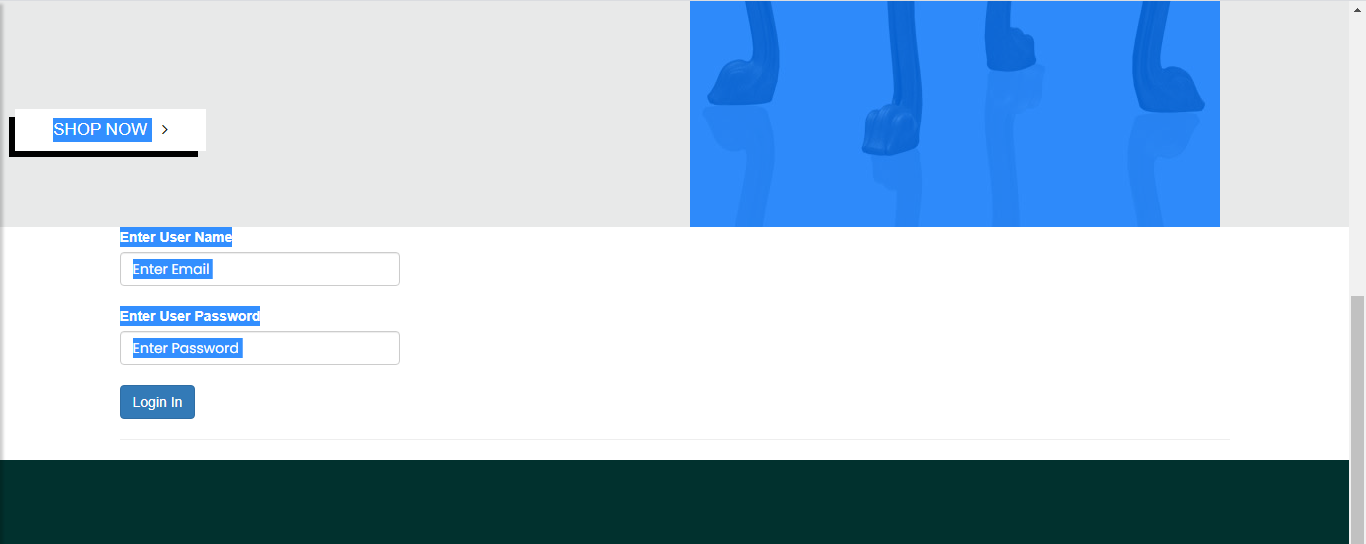 SHOP NOW
Enter User Name
Enter Email
Enter User Password
Enter Password
Login In